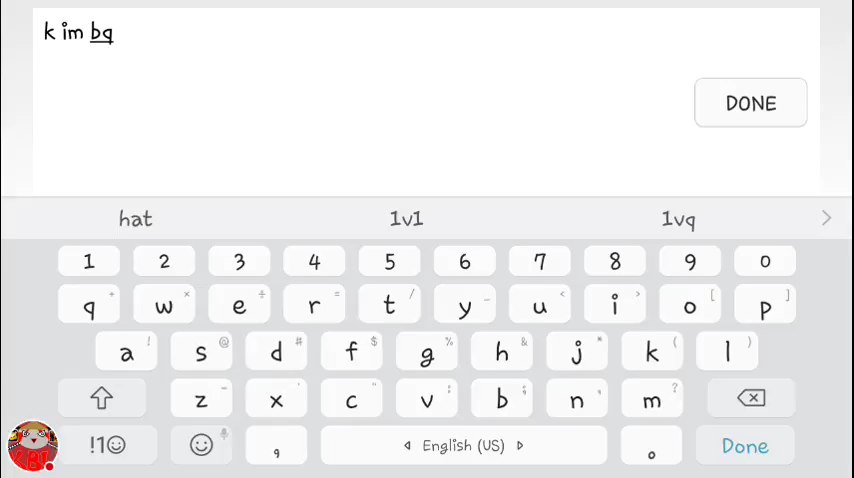 k im bq
DONE
hat 1v1 1vq
1 2 3 4 5 6 7 8 9 0
q + w × e ÷ r = t / y _ u < i > o [ p ]
a ! s @ d # f $ g % h & j * k ( l )
z - x ' c " v : b ; n , m ?
!1☺ , English (US) . Done